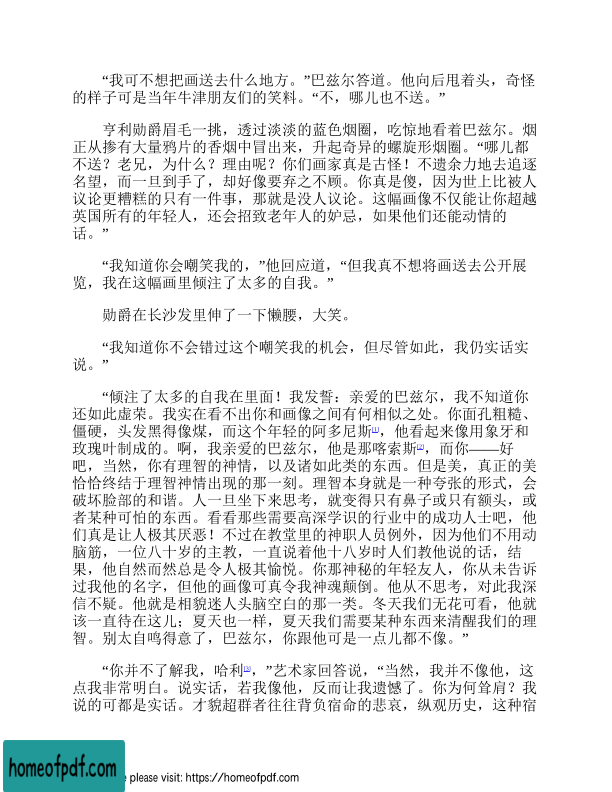 “我可不想把画送去什么地方。”巴兹尔答道。他向后甩着头，奇怪
的样子可是当年牛津朋友们的笑料。“不，哪儿也不送。”
亨利勋爵眉毛一挑，透过淡淡的蓝色烟圈，吃惊地看着巴兹尔。烟
正从掺有大量鸦片的香烟中冒出来，升起奇异的螺旋形烟圈。“哪儿都
不送？老兄，为什么？理由呢？你们画家真是古怪！不遗余力地去追逐
名望，而一旦到手了，却好像要弃之不顾。你真是傻，因为世上比被人
议论更糟糕的只有一件事，那就是没人议论。这幅画像不仅能让你超越
英国所有的年轻人，还会招致老年人的妒忌，如果他们还能动情的
话。”
“我知道你会嘲笑我的，”他回应道，“但我真不想将画送去公开展
览，我在这幅画里倾注了太多的自我。”
勋爵在长沙发里伸了一下懒腰，大笑。
“我知道你不会错过这个嘲笑我的机会，但尽管如此，我仍实话实
说。”
“倾注了太多的自我在里面！我发誓：亲爱的巴兹尔，我不知道你
还如此虚荣。我实在看不出你和画像之间有何相似之处。你面孔粗糙、
僵硬，头发黑得像煤，而这个年轻的阿多尼斯[1]，他看起来像用象牙和
玫瑰叶制成的。啊，我亲爱的巴兹尔，他是那喀索斯[2]，而你——好
吧，当然，你有理智的神情，以及诸如此类的东西。但是美，真正的美
恰恰终结于理智神情出现的那一刻。理智本身就是一种夸张的形式，会
破坏脸部的和谐。人一旦坐下来思考，就变得只有鼻子或只有额头，或
者某种可怕的东西。看看那些需要高深学识的行业中的成功人士吧，他
们真是让人极其厌恶！不过在教堂里的神职人员例外，因为他们不用动
脑筋，一位八十岁的主教，一直说着他十八岁时人们教他说的话，结
果，他自然而然总是令人极其愉悦。你那神秘的年轻友人，你从未告诉
过我他的名字，但他的画像可真令我神魂颠倒。他从不思考，对此我深
信不疑。他就是相貌迷人头脑空白的那一类。冬天我们无花可看，他就
该一直待在这儿；夏天也一样，夏天我们需要某种东西来清醒我们的理
智。别太自鸣得意了，巴兹尔，你跟他可是一点儿都不像。”
“你并不了解我，哈利[3]，”艺术家回答说，“当然，我并不像他，这
点我非常明白。说实话，若我像他，反而让我遗憾了。你为何耸肩？我
说的可都是实话。才貌超群者往往背负宿命的悲哀，纵观历史，这种宿
homeofpdf.com
e please visit: https://homeofpdf.com